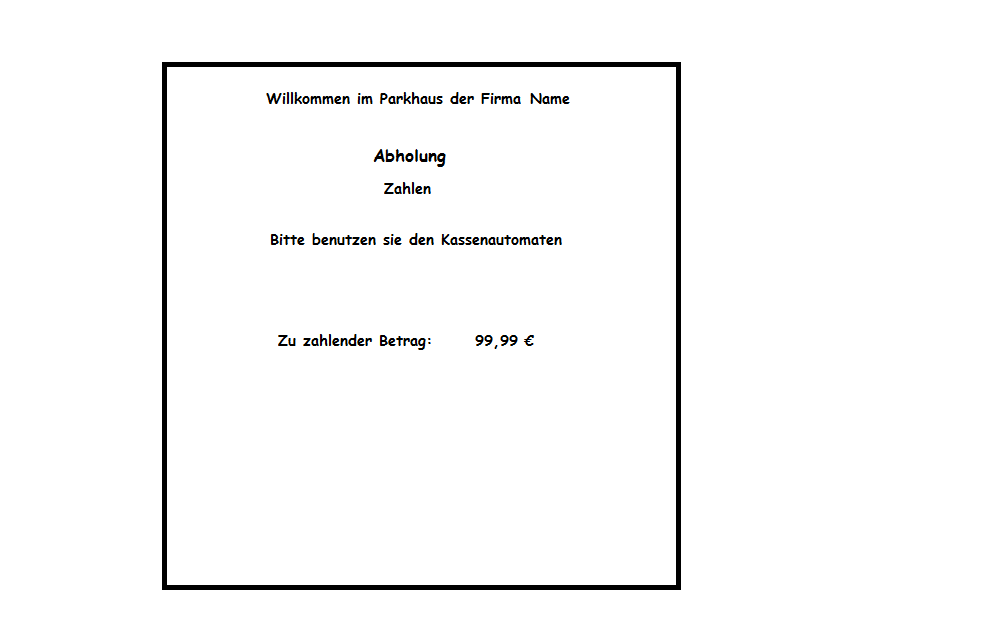 Willkommen im Parkhaus der Firma Name
Abholung
Zahlen
Bitte benutzen sie den Kassenautomaten
Zu zahlender Betrag: 99,99 €